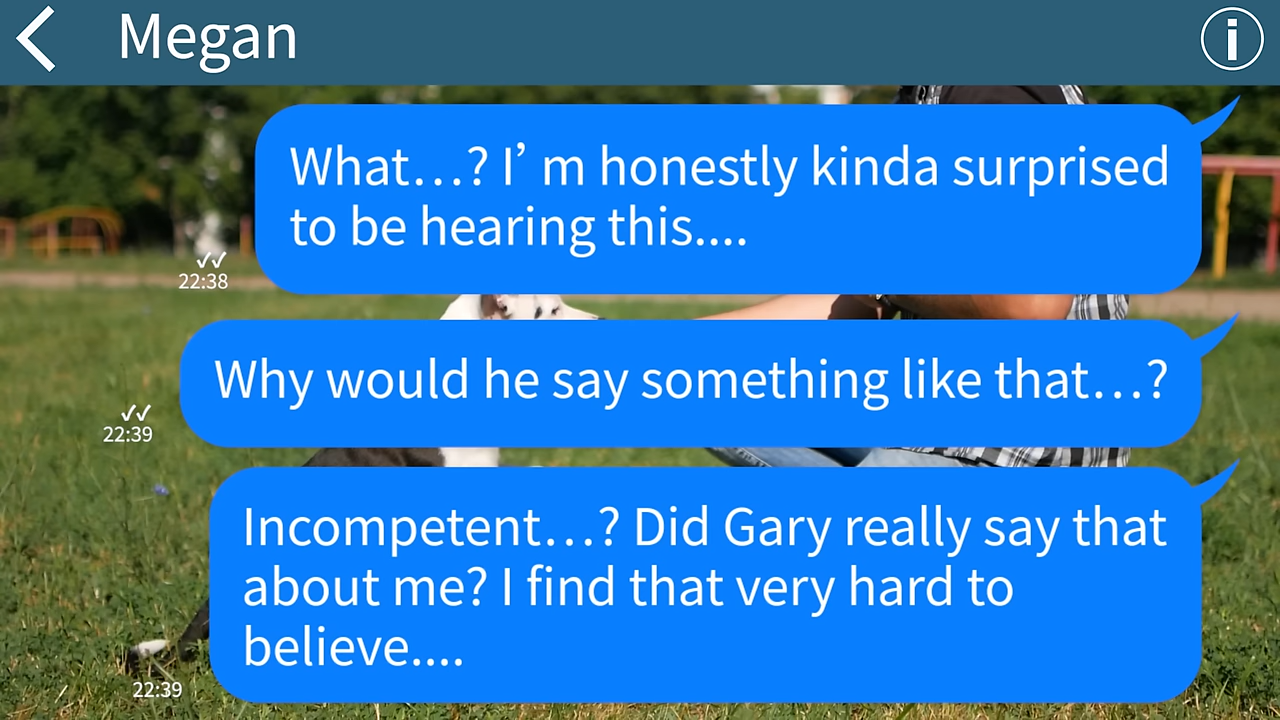 Megan
What…? I’ m honestly kinda surprised
to be hearing this....
22:38
Why would he say something like that…?
22:39
Incompetent…? Did Gary really say that
about me? I find that very hard to
believe....
22:39